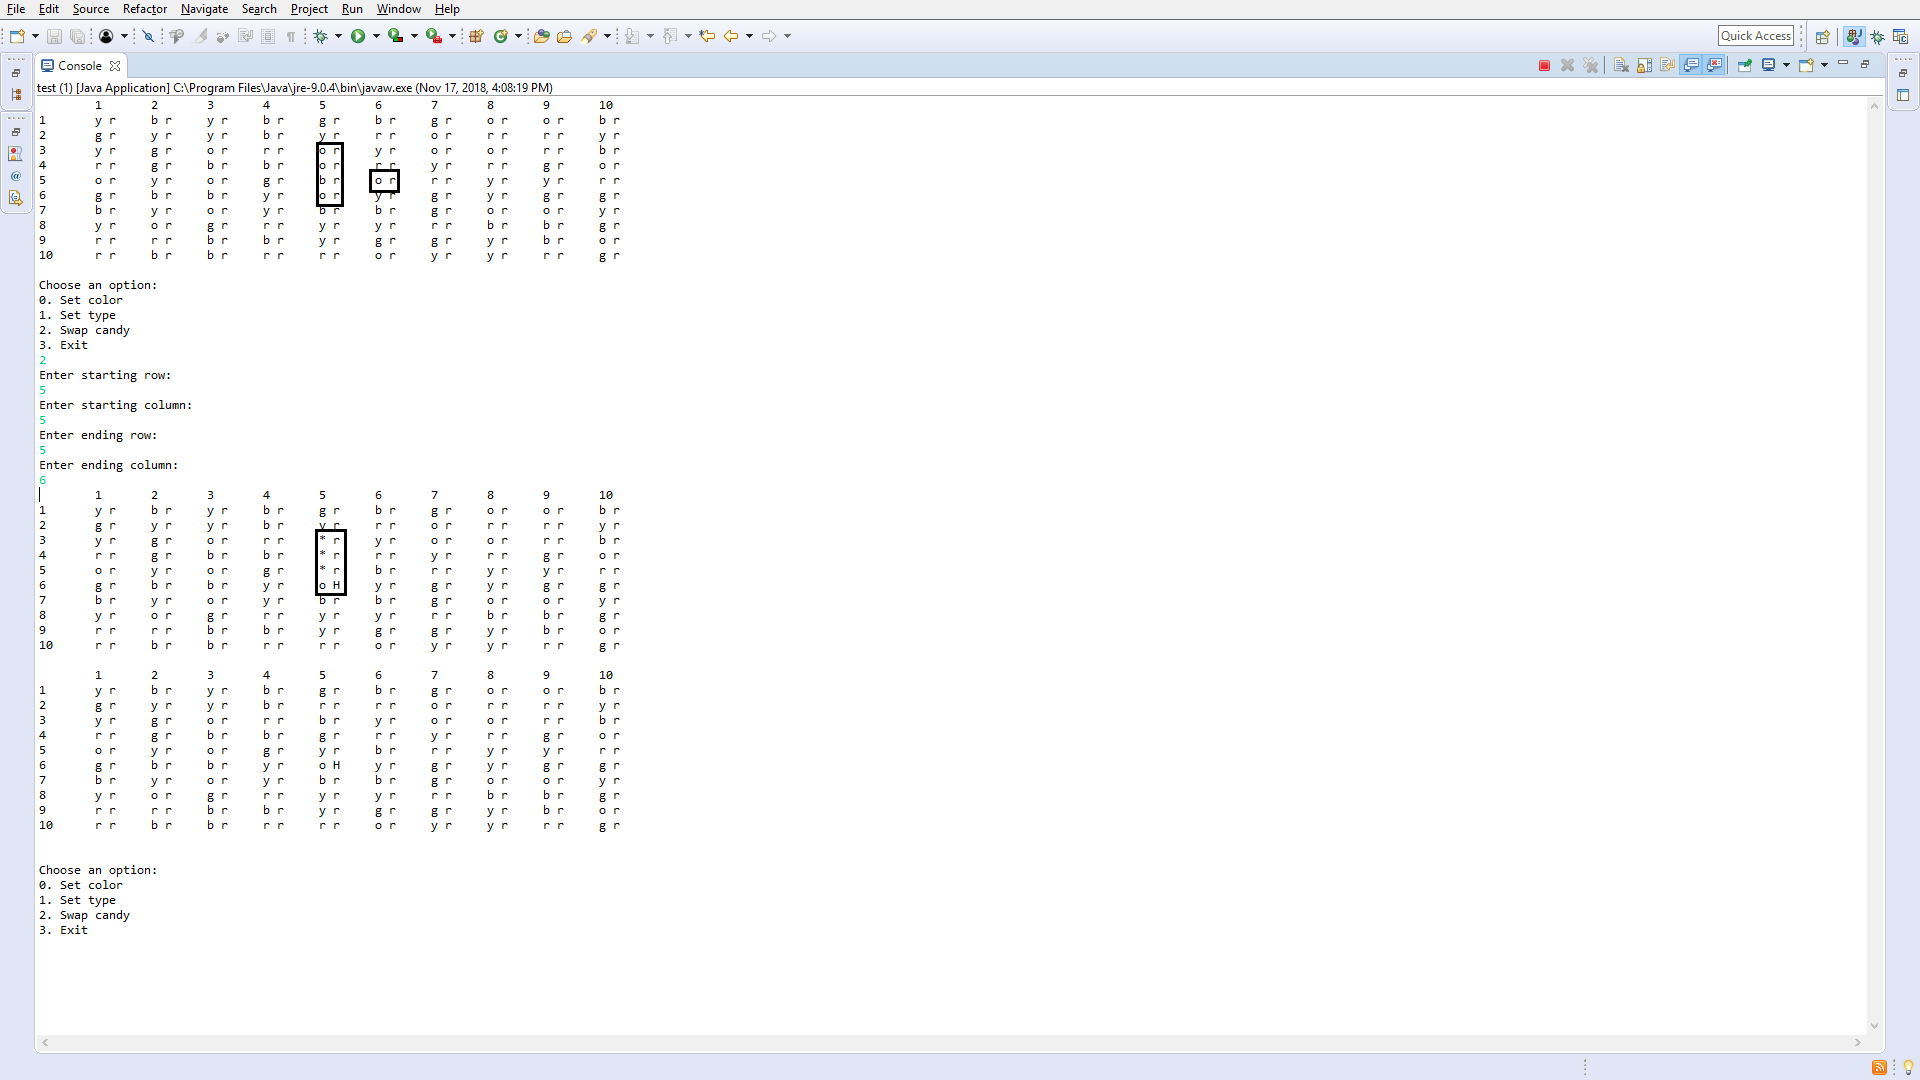 File Edit Source Refactor Navigate Search Project Run Window Help
Quick Access
Console
test (1) [Java Application] C:\Program Files\Java\jre-9.0.4\bin\javaw.exe (Nov 17, 2018, 4:08:19 PM)
1 2 3 4 5 6 7 8 9 10
1 y r b r y r b r g r b r g r o r o r b r
2 g r y r y r b r y r r r o r r r r r y r
3 y r g r o r r r o r y r o r o r r r b r
4 r r g r b r b r o r r r y r r r g r o r
5 o r y r o r g r b r o r r r y r y r r r
6 g r b r b r y r o r y r g r y r g r g r
7 b r y r o r y r b r b r g r o r o r y r
8 y r o r g r r r y r y r r r b r b r g r
9 r r r r b r b r y r g r g r y r b r o r
10 r r b r b r r r r r o r y r y r r r g r
Choose an option:
0. Set color
1. Set type
2. Swap candy
3. Exit
2
Enter starting row:
5
Enter starting column:
5
Enter ending row:
5
Enter ending column:
6
1 2 3 4 5 6 7 8 9 10
1 y r b r y r b r g r b r g r o r o r b r
2 g r y r y r b r y r r r o r r r r r y r
3 y r g r o r r r * r y r o r o r r r b r
4 r r g r b r b r * r r r y r r r g r o r
5 o r y r o r g r * r b r r r y r y r r r
6 g r b r b r y r o H y r g r y r g r g r
7 b r y r o r y r b r b r g r o r o r y r
8 y r o r g r r r y r y r r r b r b r g r
9 r r r r b r b r y r g r g r y r b r o r
10 r r b r b r r r r r o r y r y r r r g r
1 2 3 4 5 6 7 8 9 10
1 y r b r y r b r g r b r g r o r o r b r
2 g r y r y r b r r r r r o r r r r r y r
3 y r g r o r r r b r y r o r o r r r b r
4 r r g r b r b r g r r r y r r r g r o r
5 o r y r o r g r y r b r r r y r y r r r
6 g r b r b r y r o H y r g r y r g r g r
7 b r y r o r y r b r b r g r o r o r y r
8 y r o r g r r r y r y r r r b r b r g r
9 r r r r b r b r y r g r g r y r b r o r
10 r r b r b r r r r r o r y r y r r r g r
Choose an option:
0. Set color
1. Set type
2. Swap candy
3. Exit